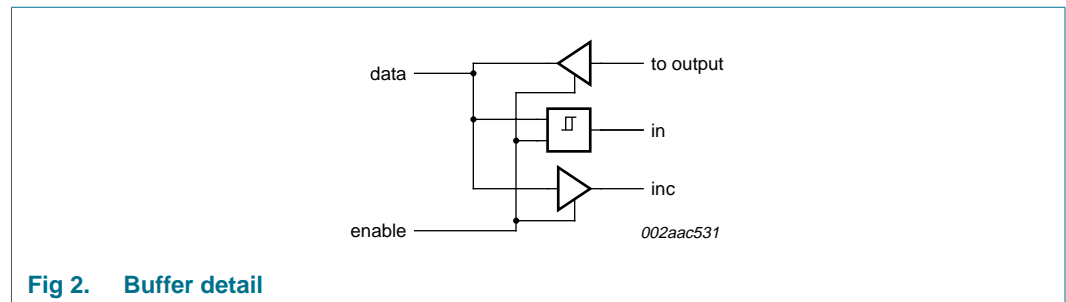 data
to output
in
inc
enable
002aac531
Fig 2. Buffer detail